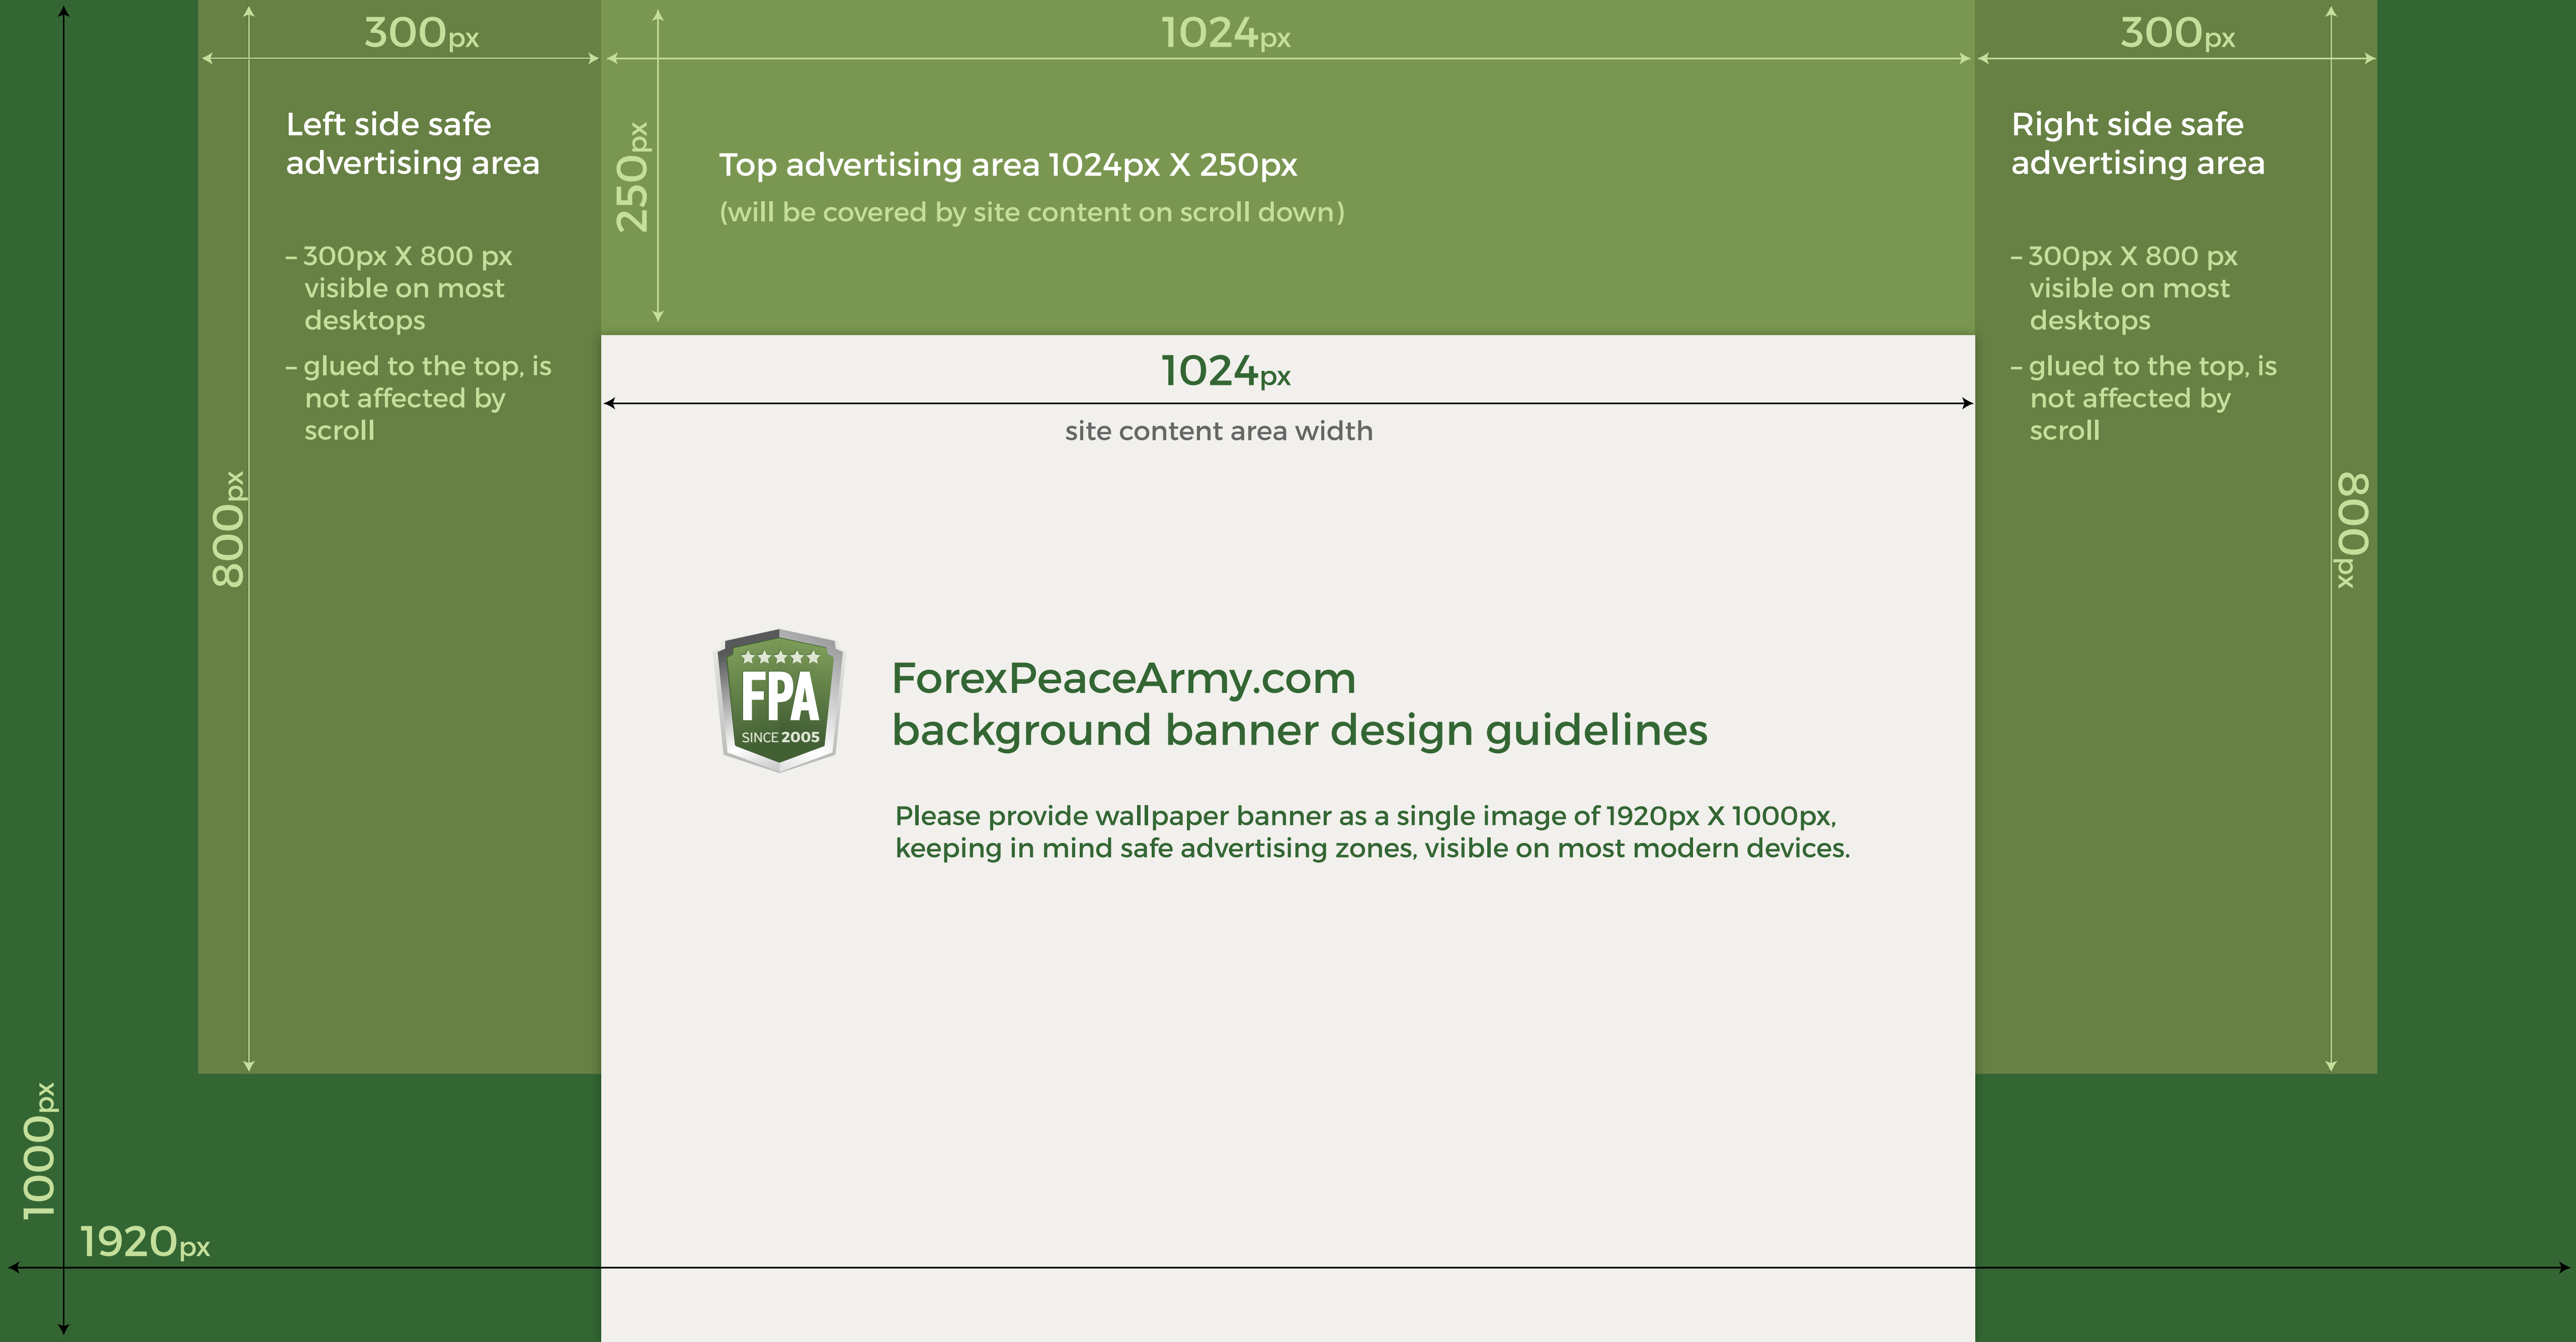 300px
1024px
300px
Left side safe
advertising area
– 300px X 800 px
visible on most
desktops
– glued to the top, is
not affected by
scroll
800px
250px
Top advertising area 1024px X 250px
(will be covered by site content on scroll down)
Right side safe
advertising area
– 300px X 800 px
visible on most
desktops
– glued to the top, is
not affected by
scroll
800px
1024px
site content area width
FPA
SINCE 2005
ForexPeaceArmy.com
background banner design guidelines
Please provide wallpaper banner as a single image of 1920px X 1000px,
keeping in mind safe advertising zones, visible on most modern devices.
1000px
1920px